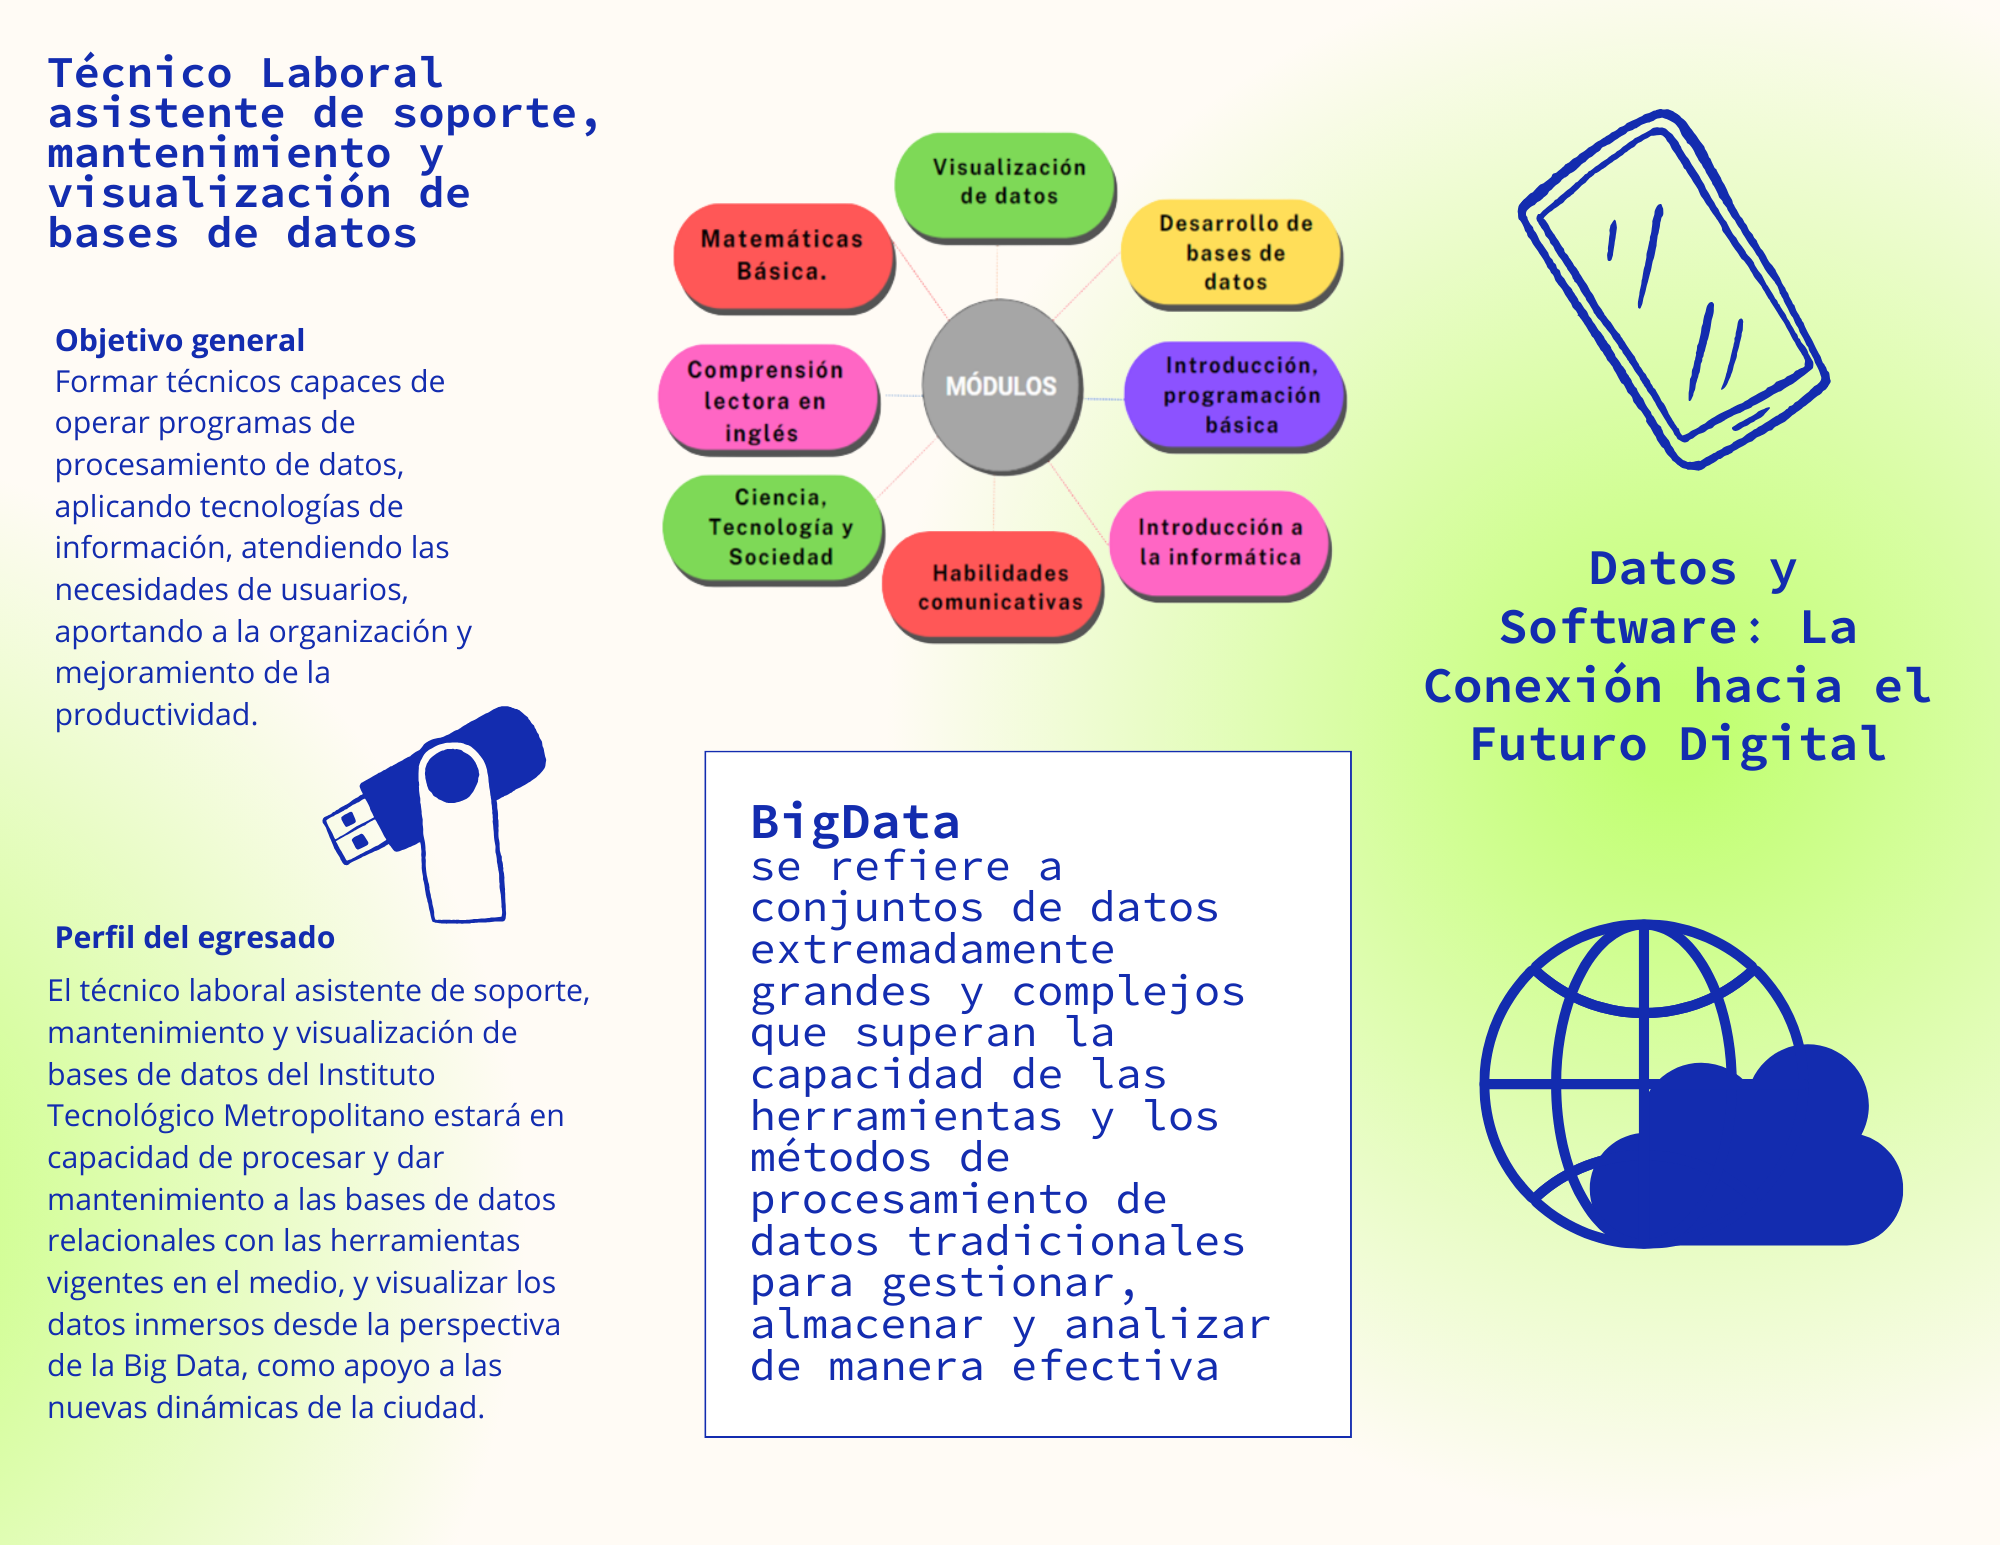 Técnico Laboral
asistente de soporte,
mantenimiento y
visualización de
bases de datos
Objetivo general
Formar técnicos capaces de
operar programas de
procesamiento de datos,
aplicando tecnologías de
información, atendiendo las
necesidades de usuarios,
aportando a la organización y
mejoramiento de la
productividad.
Perfil del egresado
El técnico laboral asistente de soporte,
mantenimiento y visualización de
bases de datos del Instituto
Tecnológico Metropolitano estará en
capacidad de procesar y dar
mantenimiento a las bases de datos
relacionales con las herramientas
vigentes en el medio, y visualizar los
datos inmersos desde la perspectiva
de la Big Data, como apoyo a las
nuevas dinámicas de la ciudad.
Visualización
de datos
Matemáticas
Básica.
Desarrollo de
bases de
datos
Comprensión
lectora en
inglés
MÓDULOS
Introducción,
programación
básica
Ciencia,
Tecnología y
Sociedad
Habilidades
comunicativas
Introducción a
la informática
BigData
se refiere a
conjuntos de datos
extremadamente
grandes y complejos
que superan la
capacidad de las
herramientas y los
métodos de
procesamiento de
datos tradicionales
para gestionar,
almacenar y analizar
de manera efectiva
Datos y
Software: La
Conexión hacia el
Futuro Digital